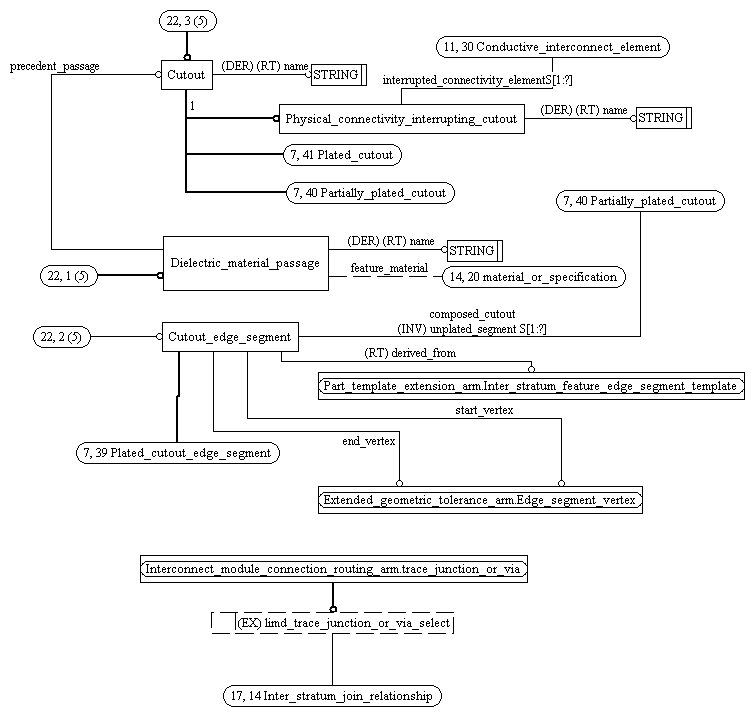 22, 3 (5)
11, 30 Conductive_interconnect_element
precedent_passage
Cutout
(DER) (RT) name
STRING
interrupted_connectivity_elementS[1:?]
1
Physical_connectivity_interrupting_cutout
(DER) (RT) name
STRING
7, 41 Plated_cutout
7, 40 Partially_plated_cutout
7, 40 Partially_plated_cutout
Dielectric_material_passage
(DER) (RT) name
STRING
22, 1 (5)
feature_material
14, 20 material_or_specification
composed_cutout
(INV) unplated_segment S[1:?]
22, 2 (5)
Cutout_edge_segment
(RT) derived_from
Part_template_extension_arm.Inter_stratum_feature_edge_segment_template
start_vertex
end_vertex
7, 39 Plated_cutout_edge_segment
Extended_geometric_tolerance_arm.Edge_segment_vertex
Interconnect_module_connection_routing_arm.trace_junction_or_via
(EX) limd_trace_junction_or_via_select
17, 14 Inter_stratum_join_relationship